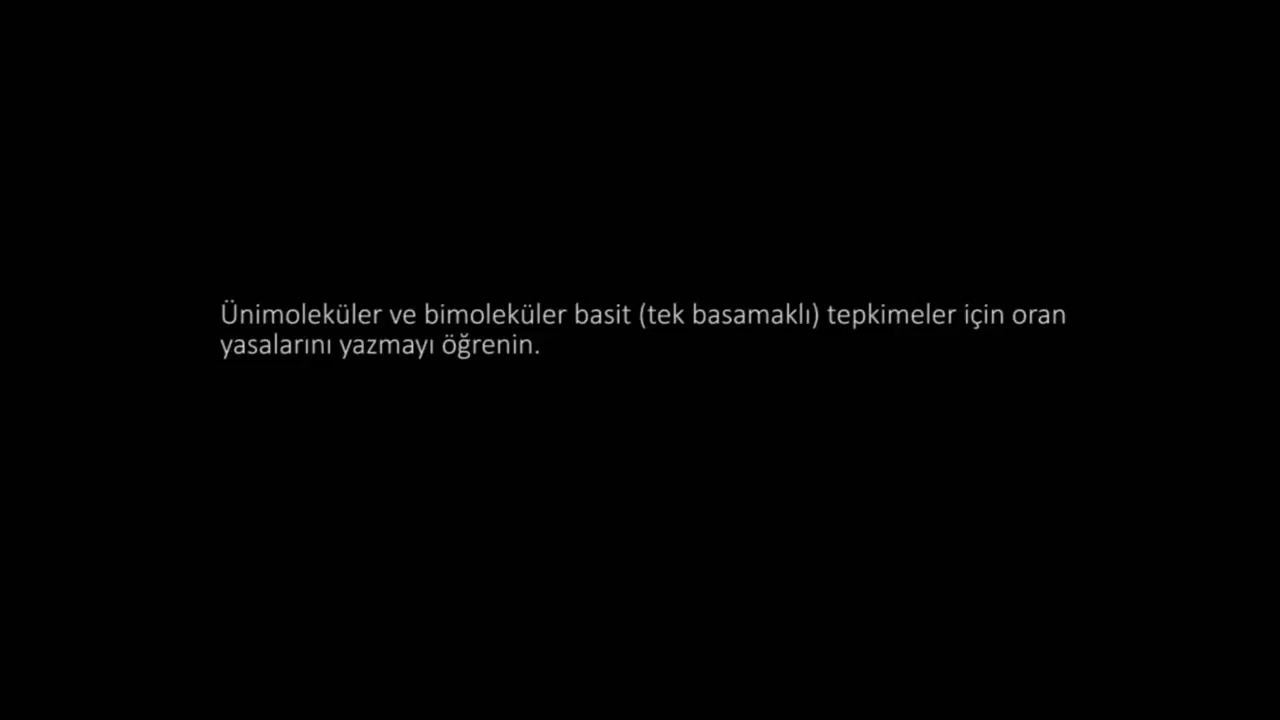 Ünimoleküler ve bimoleküler basit (tek basamaklı) tepkimeler için oran
yasalarını yazmayı öğrenin.